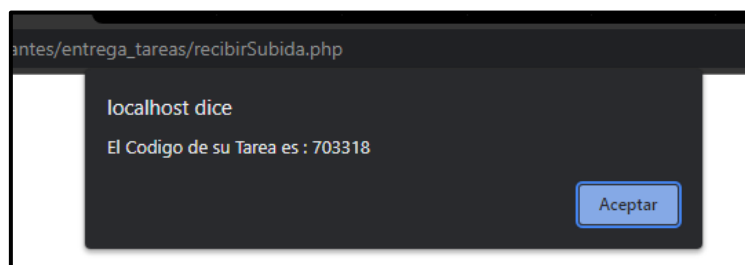 antes/entrega_tareas/recibirSubida.php
localhost dice
El Codigo de su Tarea es : 703318
Aceptar